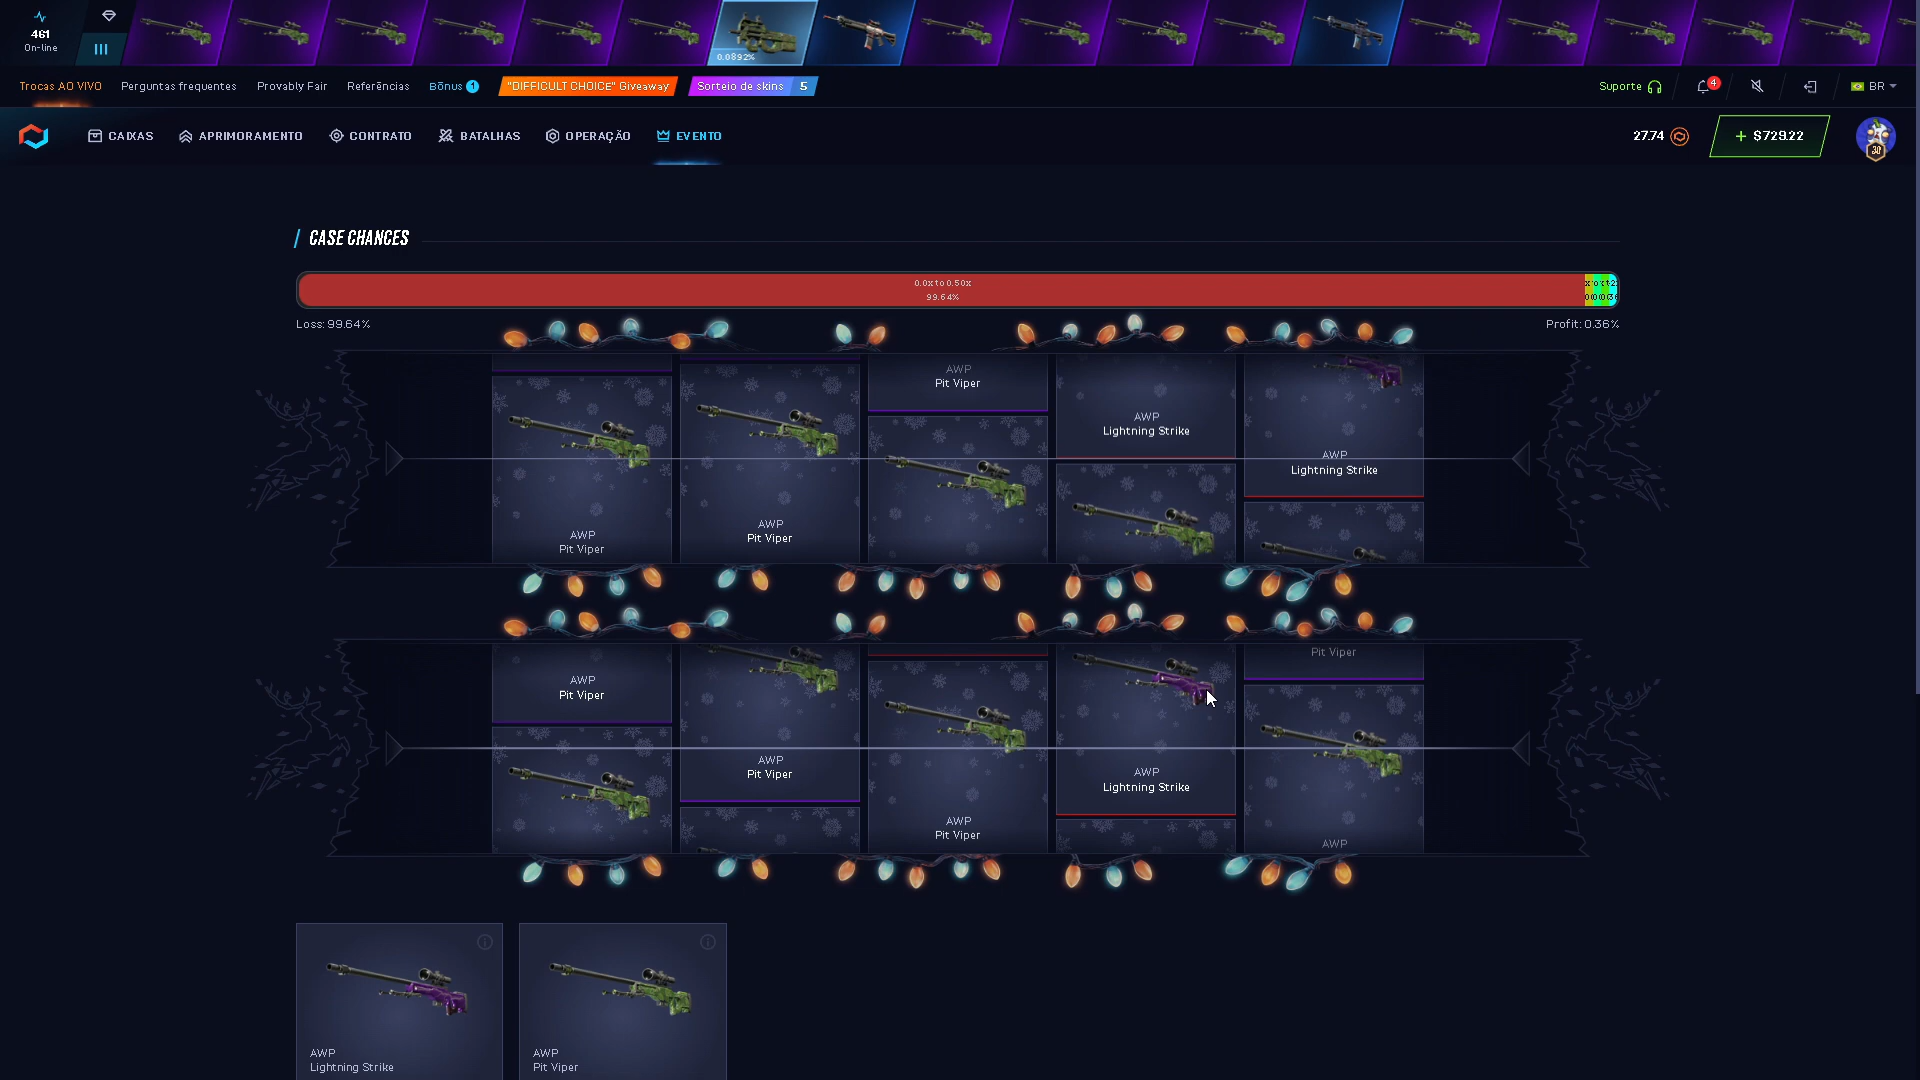 461
On-line
0.0892%
Trocas AO VIVO
Perguntas frequentes
Provably Fair
Referências
Bônus 1
"DIFFICULT CHOICE" Giveaway
Sorteio de skins 5
Suporte
4
BR
CAIXAS
APRIMORAMENTO
CONTRATO
BATALHAS
OPERAÇÃO
EVENTO
27.74
+ $729.22
30
CASE CHANCES
0.0x to 0.50x
99.64%
Loss: 99.64%
Profit: 0.36%
AWP
Pit Viper
AWP
Pit Viper
AWP
Pit Viper
AWP
Lightning Strike
AWP
Lightning Strike
AWP
Pit Viper
AWP
Pit Viper
AWP
Pit Viper
AWP
Lightning Strike
Pit Viper
AWP
AWP
Lightning Strike
AWP
Pit Viper